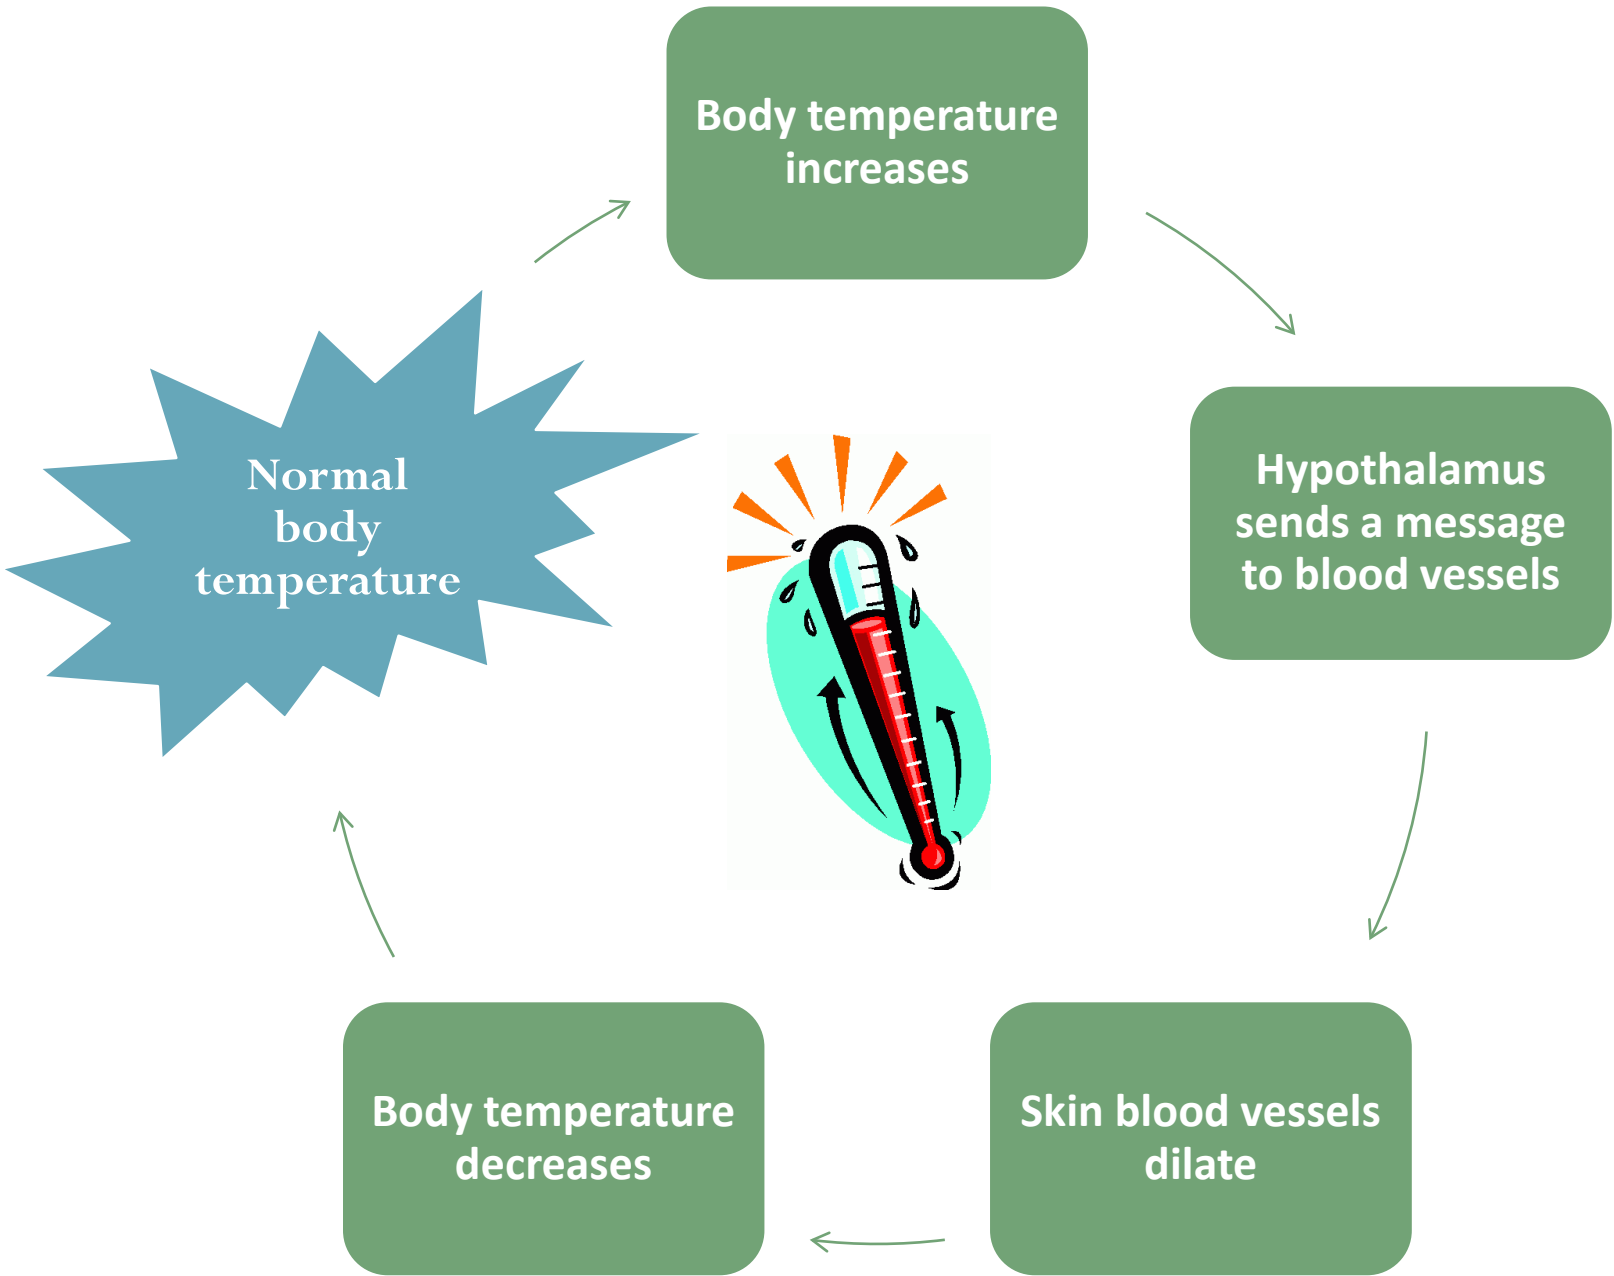 Body temperature
increases
Hypothalamus
sends a message
to blood vessels
Skin blood vessels
dilate
Body temperature
decreases
Normal
body
temperature